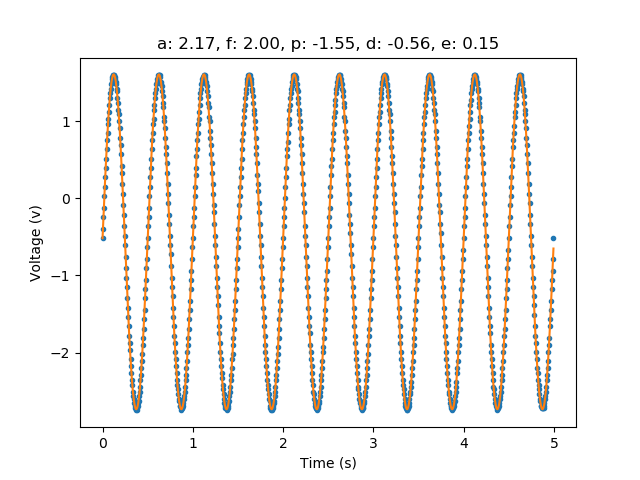 a: 2.17, f: 2.00, p: -1.55, d: -0.56, e: 0.15
1
0
−1
−2
Voltage (v)
0 1 2 3 4 5
Time (s)